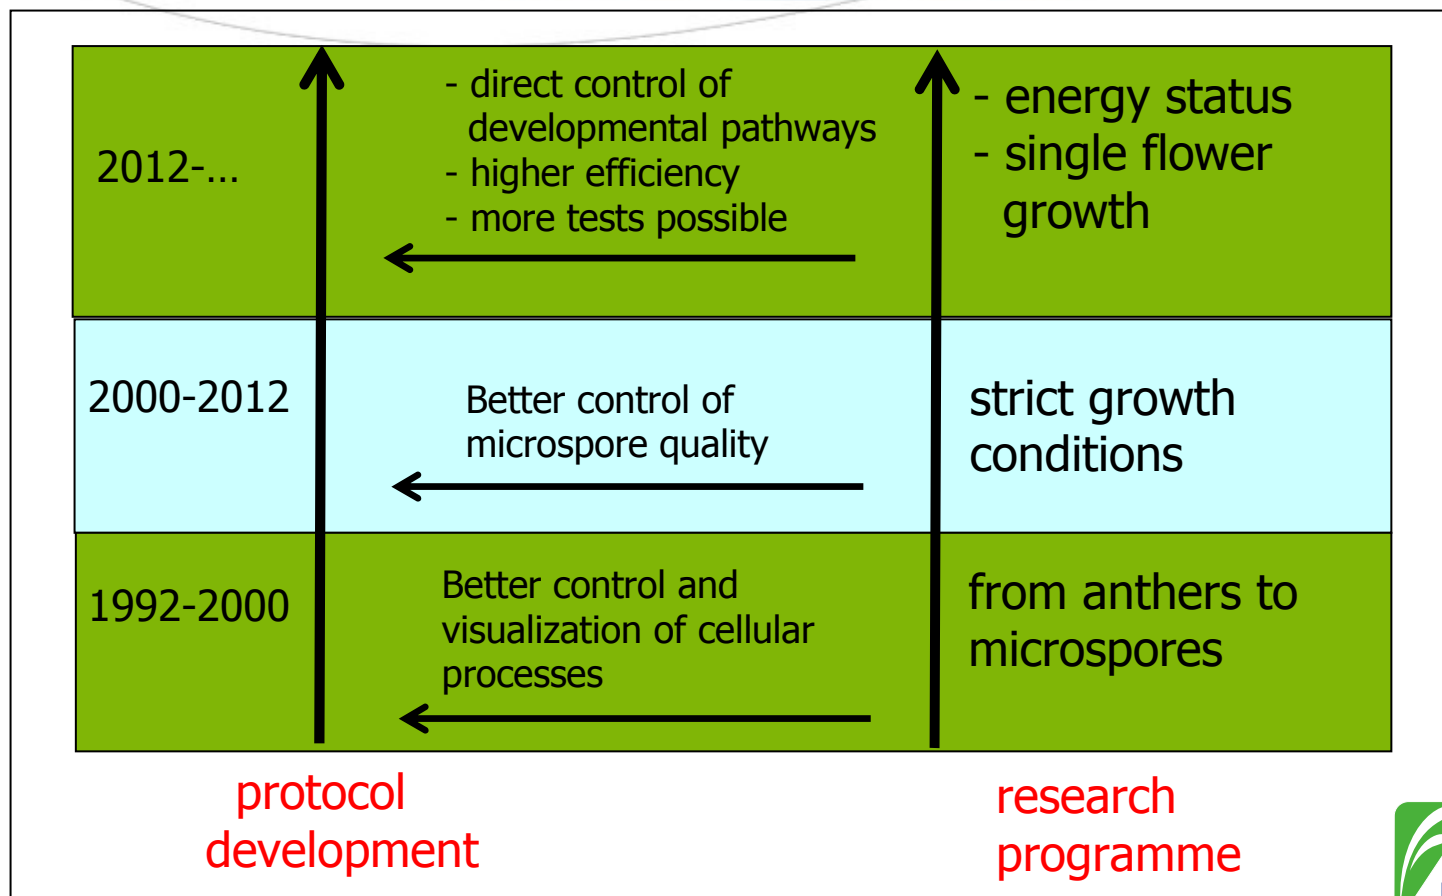 2012-…
- direct control of
developmental pathways
- higher efficiency
- more tests possible
- energy status
- single flower
growth
2000-2012
Better control of
microspore quality
strict growth
conditions
1992-2000
Better control and
visualization of cellular
processes
from anthers to
microspores
protocol
development
research
programme